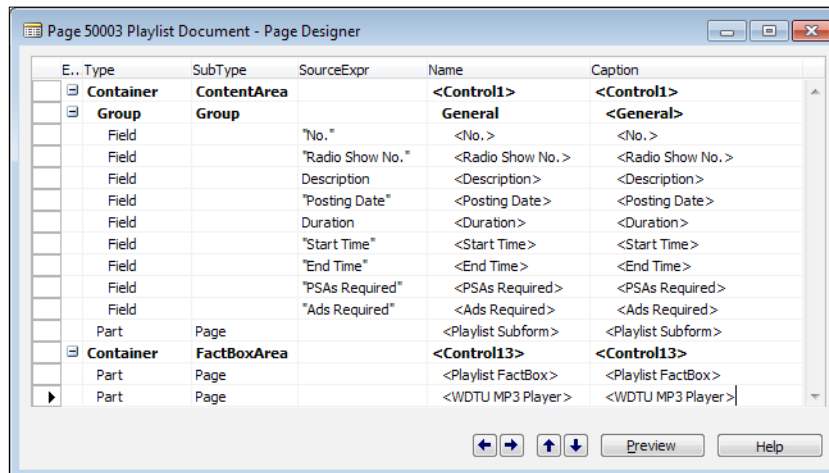 Page 50003 Playlist Document - Page Designer
E.. Type SubType SourceExpr Name Caption
Container ContentArea <Control1> <Control1>
Group Group General <General>
Field "No." <No.> <No.>
Field "Radio Show No." <Radio Show No.> <Radio Show No.>
Field Description <Description> <Description>
Field "Posting Date" <Posting Date> <Posting Date>
Field Duration <Duration> <Duration>
Field "Start Time" <Start Time> <Start Time>
Field "End Time" <End Time> <End Time>
Field "PSAs Required" <PSAs Required> <PSAs Required>
Field "Ads Required" <Ads Required> <Ads Required>
Part Page <Playlist Subform> <Playlist Subform>
Container FactBoxArea <Control13> <Control13>
Part Page <Playlist FactBox> <Playlist FactBox>
Part Page <WDTU MP3 Player> <WDTU MP3 Player>
Preview Help